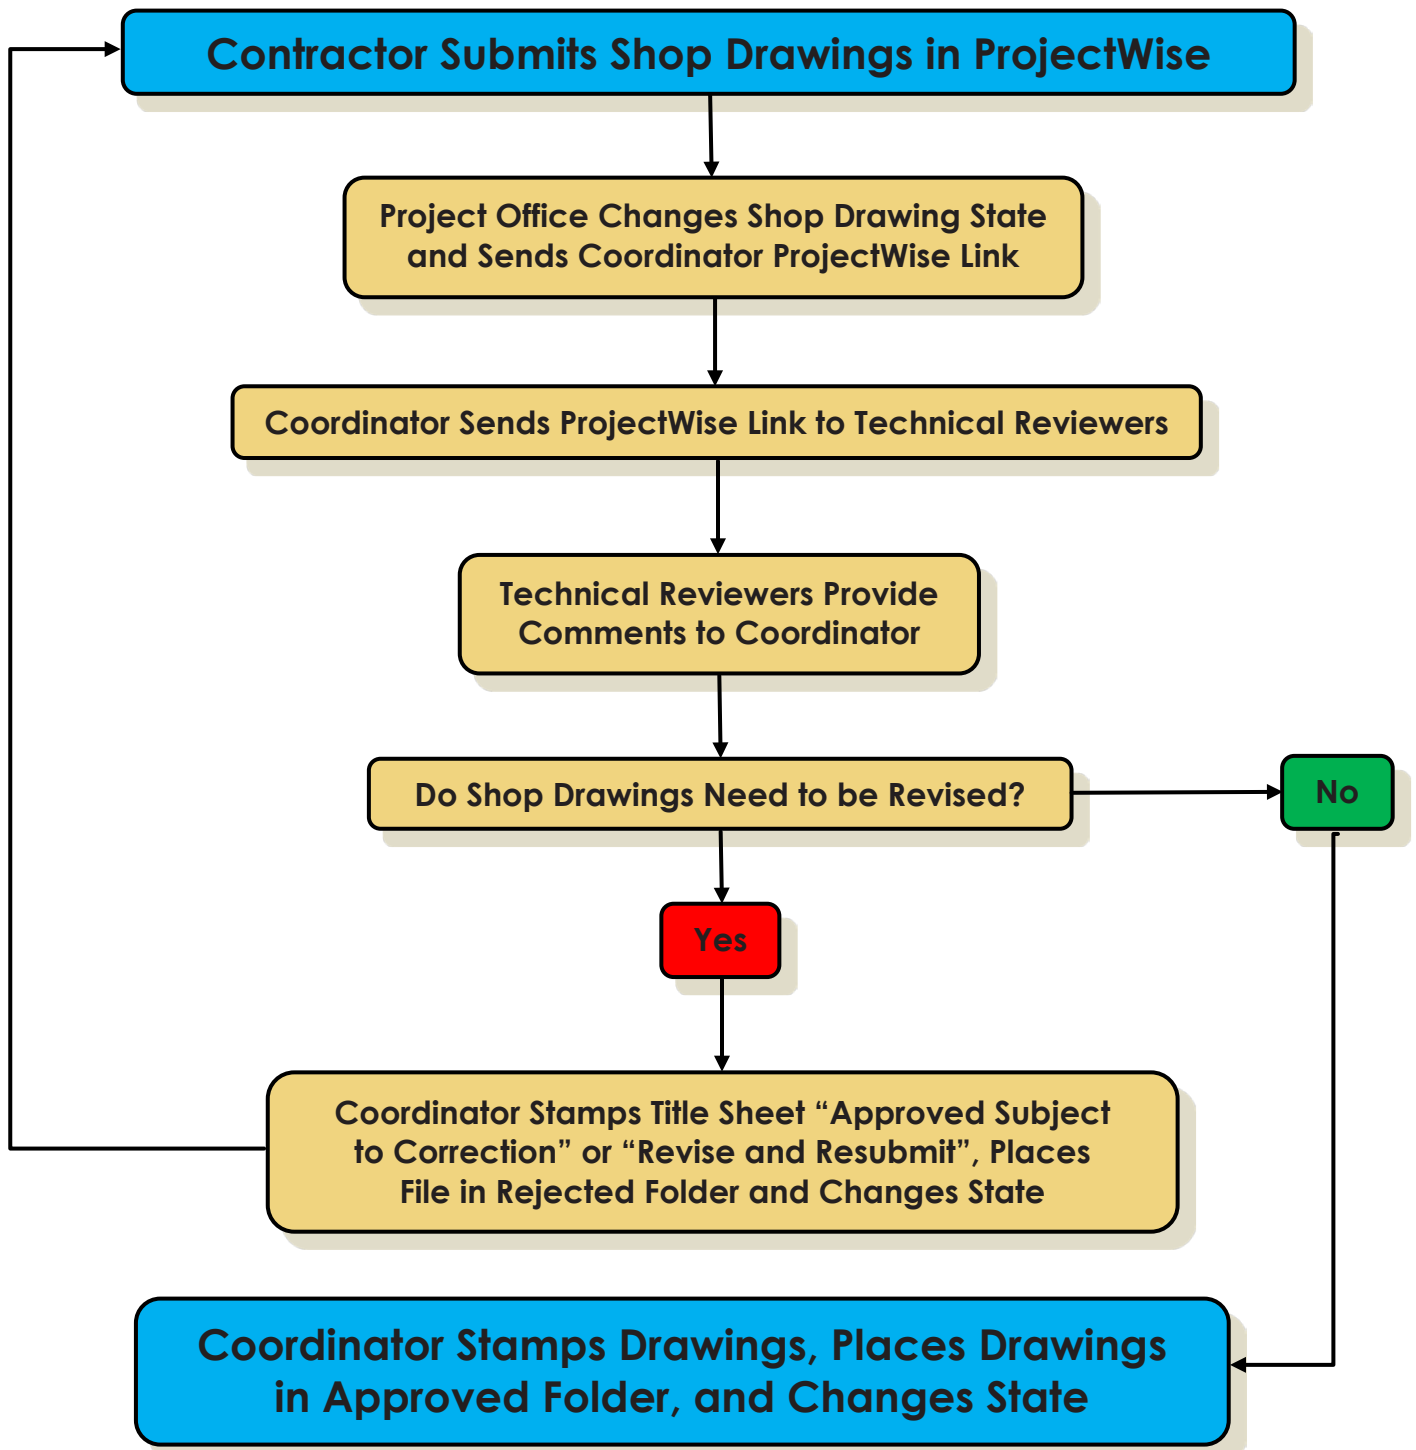 Contractor Submits Shop Drawings in ProjectWise
Project Office Changes Shop Drawing State
and Sends Coordinator ProjectWise Link
Coordinator Sends ProjectWise Link to Technical Reviewers
Technical Reviewers Provide
Comments to Coordinator
Do Shop Drawings Need to be Revised?
No
Yes
Coordinator Stamps Title Sheet “Approved Subject
to Correction” or “Revise and Resubmit”, Places
File in Rejected Folder and Changes State
Coordinator Stamps Drawings, Places Drawings
in Approved Folder, and Changes State